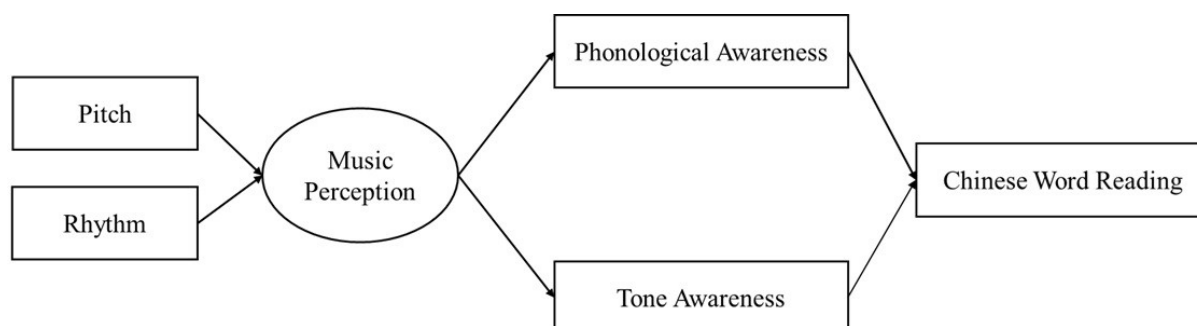 Pitch
Rhythm
Music
Perception
Phonological Awareness
Tone Awareness
Chinese Word Reading